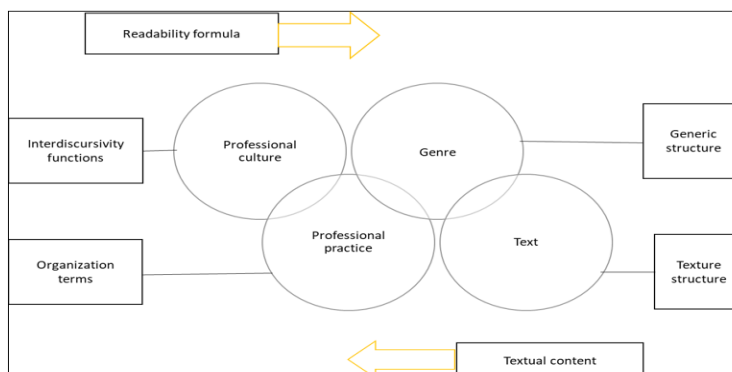 Readability formula
Interdiscursivity
functions
Professional
culture
Genre
Generic
structure
Organization
terms
Professional
practice
Text
Texture
structure
Textual content